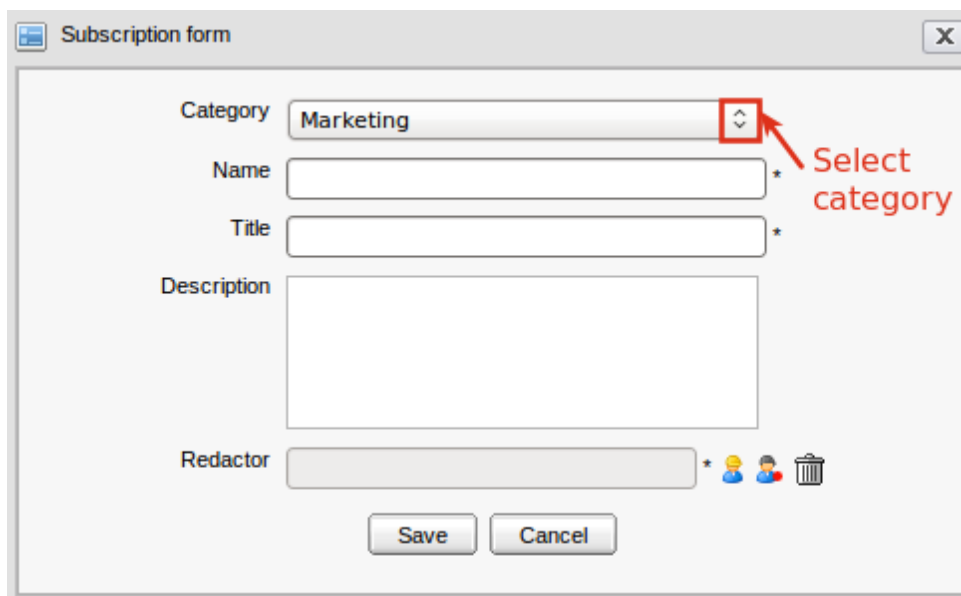 Subscription form
Category Marketing
Name *
Select
category
Title *
Description
Redactor *
Save Cancel